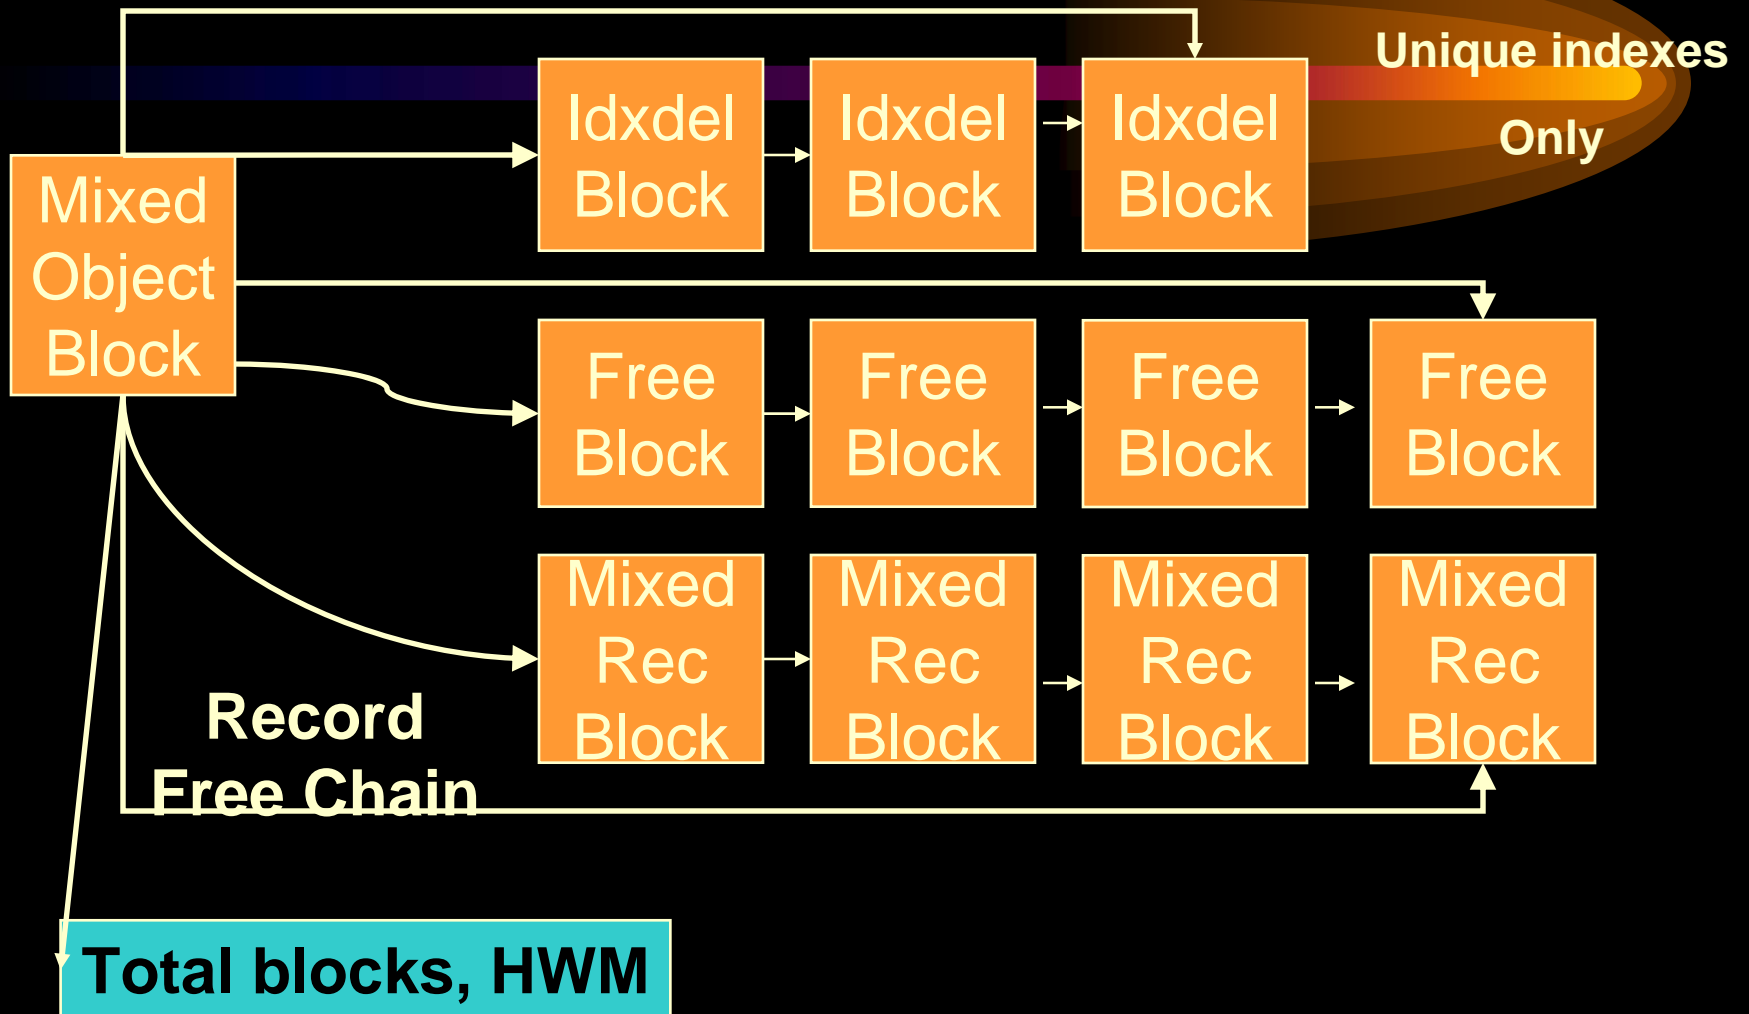 Unique indexes
Only
Idxdel
Block
Idxdel
Block
Idxdel
Block
Mixed
Object
Block
Free
Block
Free
Block
Free
Block
Free
Block
Mixed
Rec
Block
Mixed
Rec
Block
Mixed
Rec
Block
Mixed
Rec
Block
Record
Free Chain
Total blocks, HWM